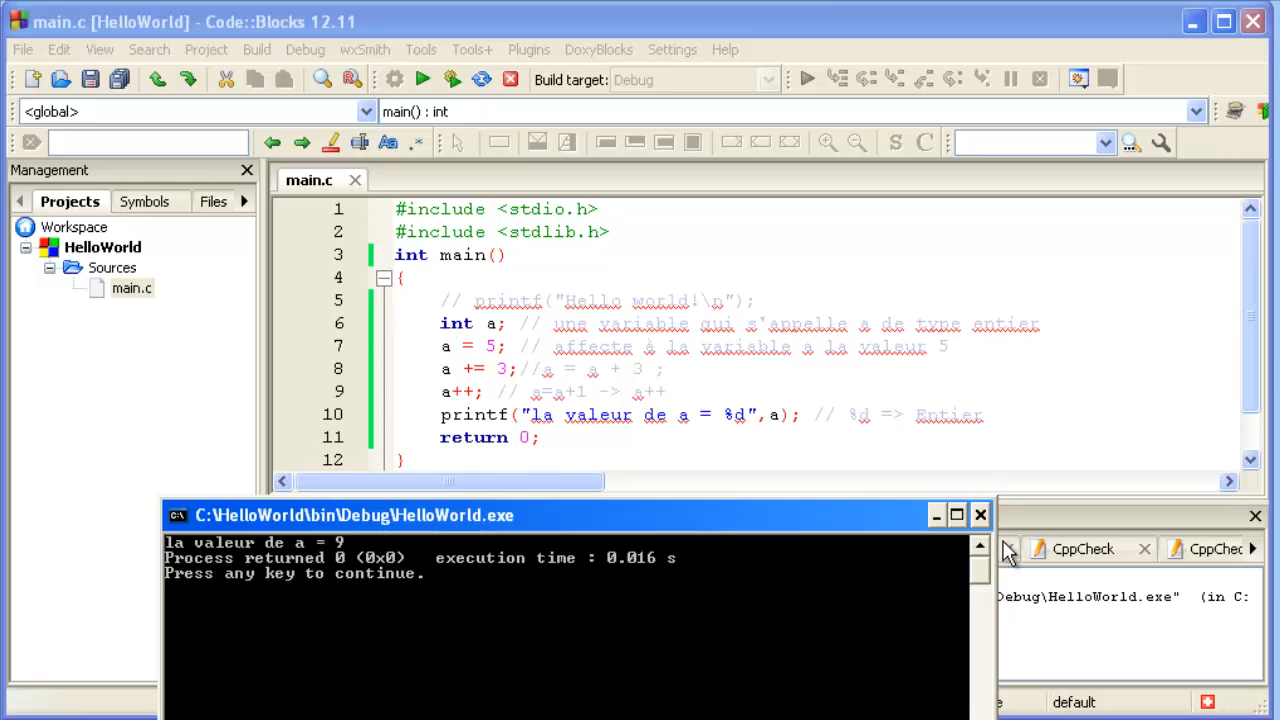 main.c [HelloWorld] - Code::Blocks 12.11
File Edit View Search Project Build Debug wxSmith Tools Tools+ Plugins DoxyBlocks Settings Help
Build target: Debug
<global> main() : int
Management
main.c
Projects Symbols Files
Workspace
HelloWorld
Sources
main.c
1 #include <stdio.h>
2 #include <stdlib.h>
3 int main()
4 {
5 // printf("Hello world!\n");
6 int a; // une variable qui s'appelle a de type entier
7 a = 5; // affecte à la variable a la valeur 5
8 a += 3;//a = a + 3 ;
9 a++; // a=a+1 -> a++
10 printf("la valeur de a = %d",a); // %d => Entier
11 return 0;
12 }
C:\HelloWorld\bin\Debug\HelloWorld.exe
la valeur de a = 9
Process returned 0 (0x0) execution time : 0.016 s
Press any key to continue.
CppCheck CppChec
Debug\HelloWorld.exe" (in C:
default